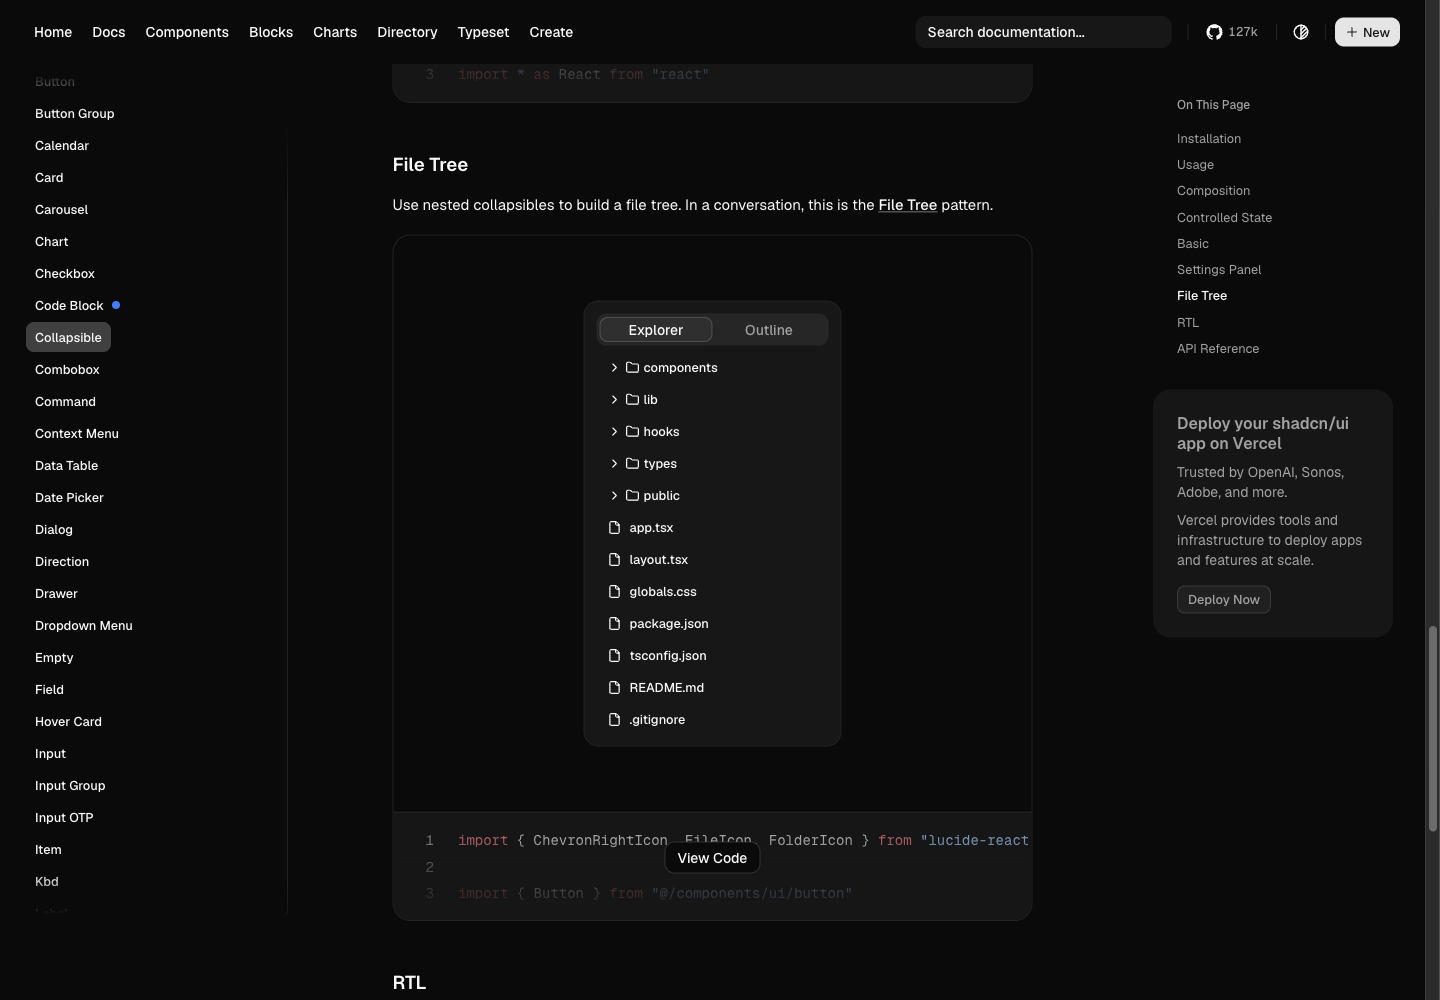 Home Docs Components Blocks Charts Directory Typeset Create
Search documentation...
127k
New
Button
Button Group
Calendar
Card
Carousel
Chart
Checkbox
Code Block
Collapsible
Combobox
Command
Context Menu
Data Table
Date Picker
Dialog
Direction
Drawer
Dropdown Menu
Empty
Field
Hover Card
Input
Input Group
Input OTP
Item
Kbd
Label
3 import * as React from "react"
File Tree
Use nested collapsibles to build a file tree. In a conversation, this is the File Tree pattern.
Explorer Outline
components
lib
hooks
types
public
app.tsx
layout.tsx
globals.css
package.json
tsconfig.json
README.md
.gitignore
1 import { ChevronRightIcon, FileIcon, FolderIcon } from "lucide-react
View Code
2
3 import { Button } from "@/components/ui/button"
RTL
On This Page
Installation
Usage
Composition
Controlled State
Basic
Settings Panel
File Tree
RTL
API Reference
Deploy your shadcn/ui
app on Vercel
Trusted by OpenAI, Sonos,
Adobe, and more.
Vercel provides tools and
infrastructure to deploy apps
and features at scale.
Deploy Now